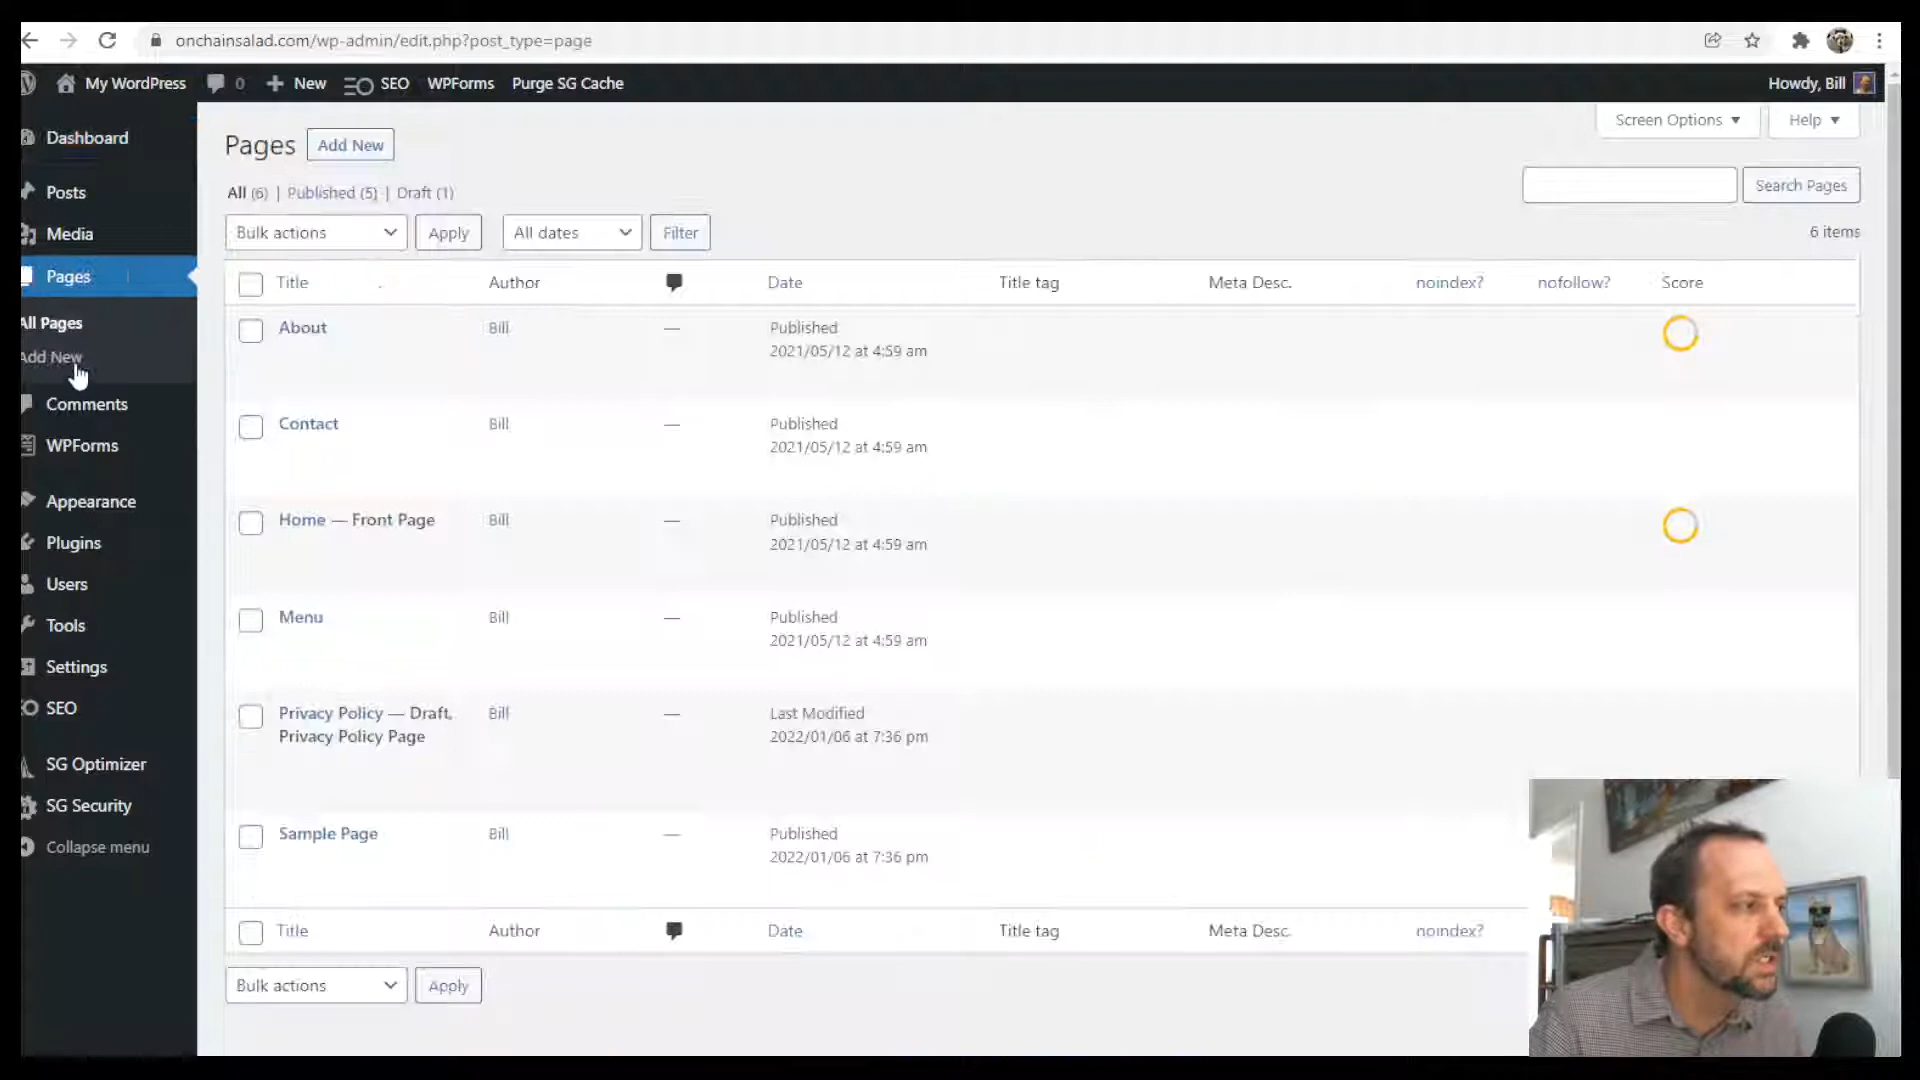 onchainsalad.com/wp-admin/edit.php?post_type=page
My WordPress 0 New SEO WPForms Purge SG Cache Howdy, Bill
Screen Options Help
Dashboard
Posts
Media
Pages
All Pages
Add New
Comments
WPForms
Appearance
Plugins
Users
Tools
Settings
SEO
SG Optimizer
SG Security
Collapse menu
Pages Add New
All (6) | Published (5) | Draft (1)
Search Pages
Bulk actions Apply All dates Filter 6 items
Title Author Date Title tag Meta Desc. noindex? nofollow? Score
About Bill — Published
2021/05/12 at 4:59 am
Contact Bill — Published
2021/05/12 at 4:59 am
Home — Front Page Bill — Published
2021/05/12 at 4:59 am
Menu Bill — Published
2021/05/12 at 4:59 am
Privacy Policy — Draft, Bill — Last Modified
Privacy Policy Page 2022/01/06 at 7:36 pm
Sample Page Bill — Published
2022/01/06 at 7:36 pm
Title Author Date Title tag Meta Desc. noindex?
Bulk actions Apply